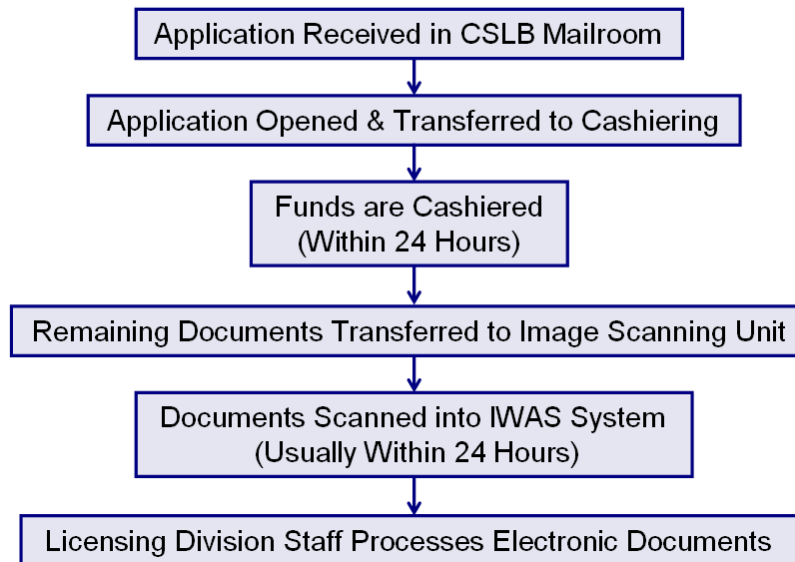 Application Received in CSLB Mailroom
Application Opened & Transferred to Cashiering
Funds are Cashiered
(Within 24 Hours)
Remaining Documents Transferred to Image Scanning Unit
Documents Scanned into IWAS System
(Usually Within 24 Hours)
Licensing Division Staff Processes Electronic Documents